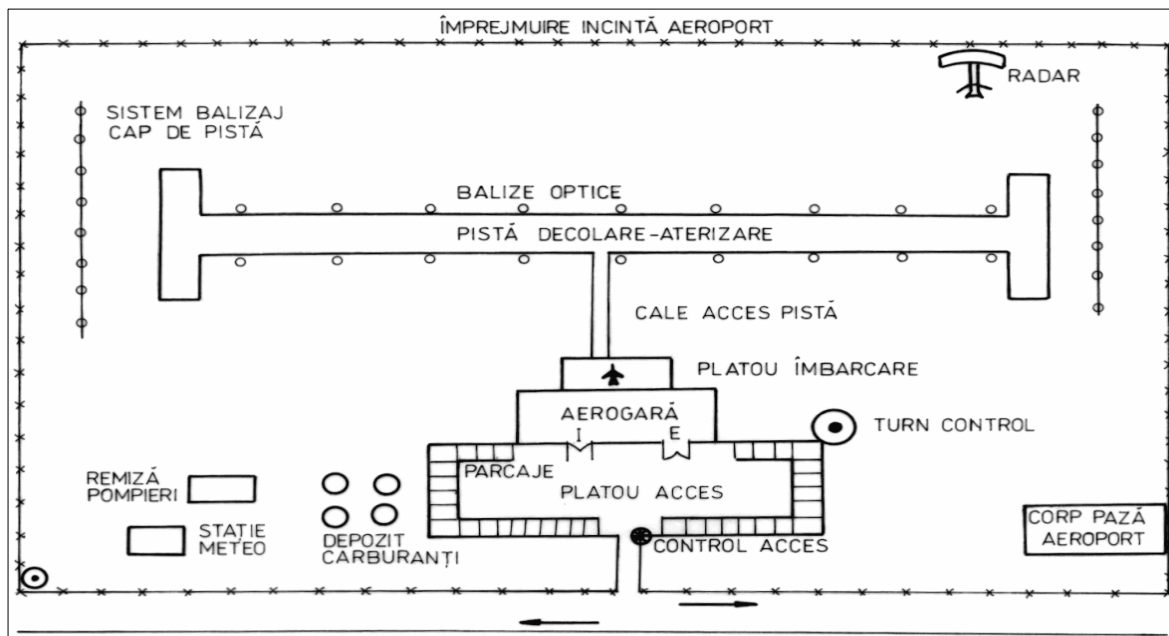 ÎMPREJMUIRE INCINTĂ AEROPORT
RADAR
SISTEM BALIZAJ
CAP DE PISTĂ
BALIZE OPTICE
PISTĂ DECOLARE-ATERIZARE
CALE ACCES PISTĂ
PLATOU ÎMBARCARE
AEROGARĂ
I
E
TURN CONTROL
PARCAJE
PLATOU ACCES
REMIZĂ
POMPIERI
STAȚIE
METEO
DEPOZIT
CARBURANȚI
CONTROL ACCES
CORP PAZĂ
AEROPORT